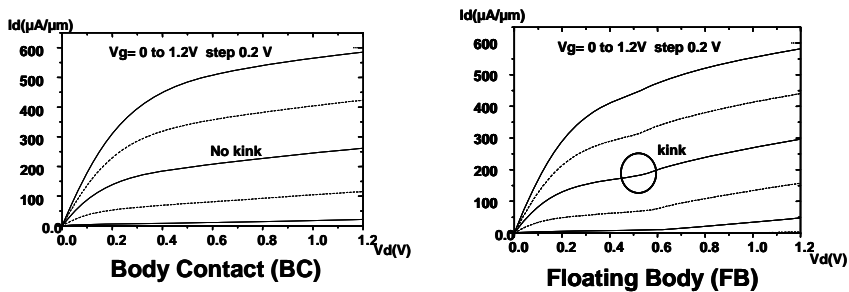 Id(µA/µm)
600
500
400
300
200
100
0.0
Vg= 0 to 1.2V step 0.2 V
No kink
0.0 0.2 0.4 0.6 0.8 1.0 1.2
Vd(V)
Body Contact (BC)
Id(µA/µm)
600
500
400
300
200
100
0.0
Vg= 0 to 1.2V step 0.2 V
kink
0.0 0.2 0.4 0.6 0.8 1.0 1.2
Vd(V)
Floating Body (FB)